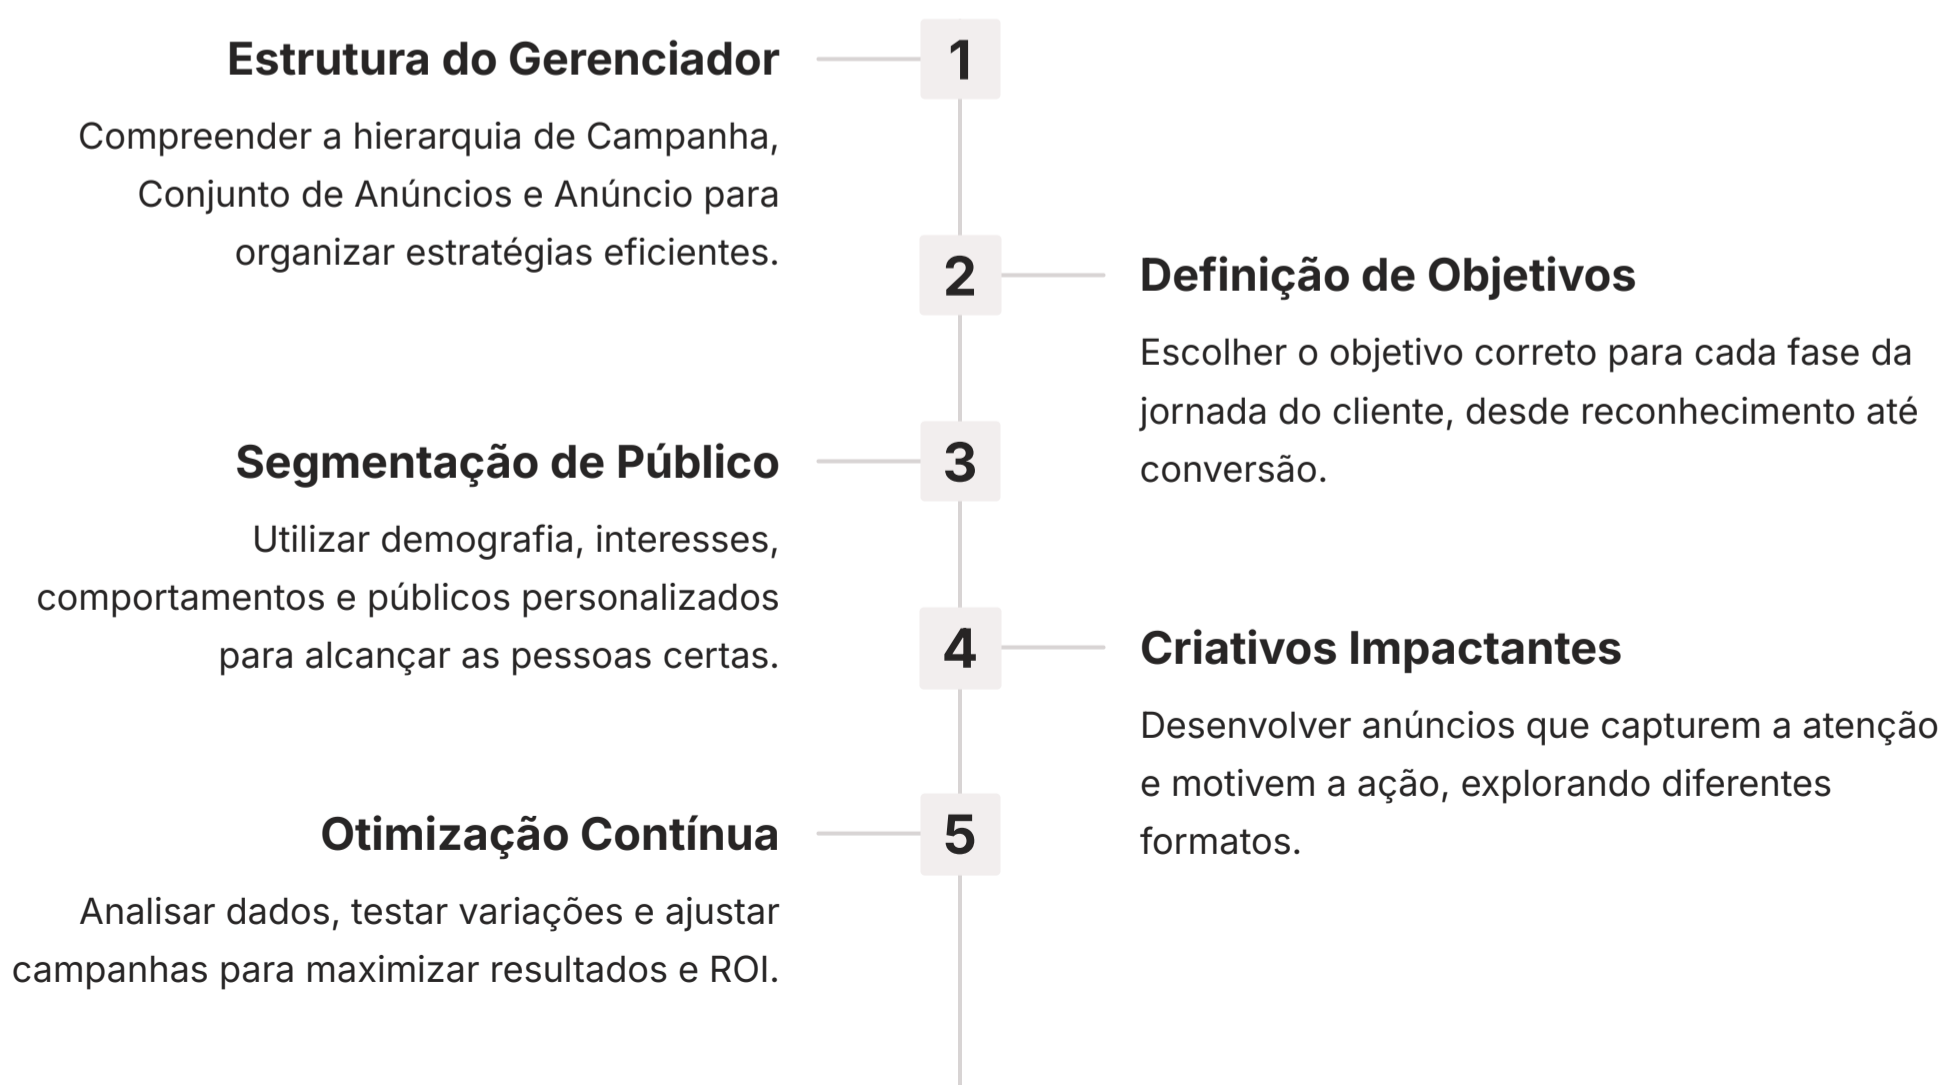 Estrutura do Gerenciador
1
Compreender a hierarquia de Campanha,
Conjunto de Anúncios e Anúncio para
organizar estratégias eficientes.
2
Definição de Objetivos
Escolher o objetivo correto para cada fase da
jornada do cliente, desde reconhecimento até
conversão.
Segmentação de Público
3
Utilizar demografia, interesses,
comportamentos e públicos personalizados
para alcançar as pessoas certas.
4
Criativos Impactantes
Desenvolver anúncios que capturem a atenção
e motivem a ação, explorando diferentes
formatos.
Otimização Contínua
5
Analisar dados, testar variações e ajustar
campanhas para maximizar resultados e ROI.